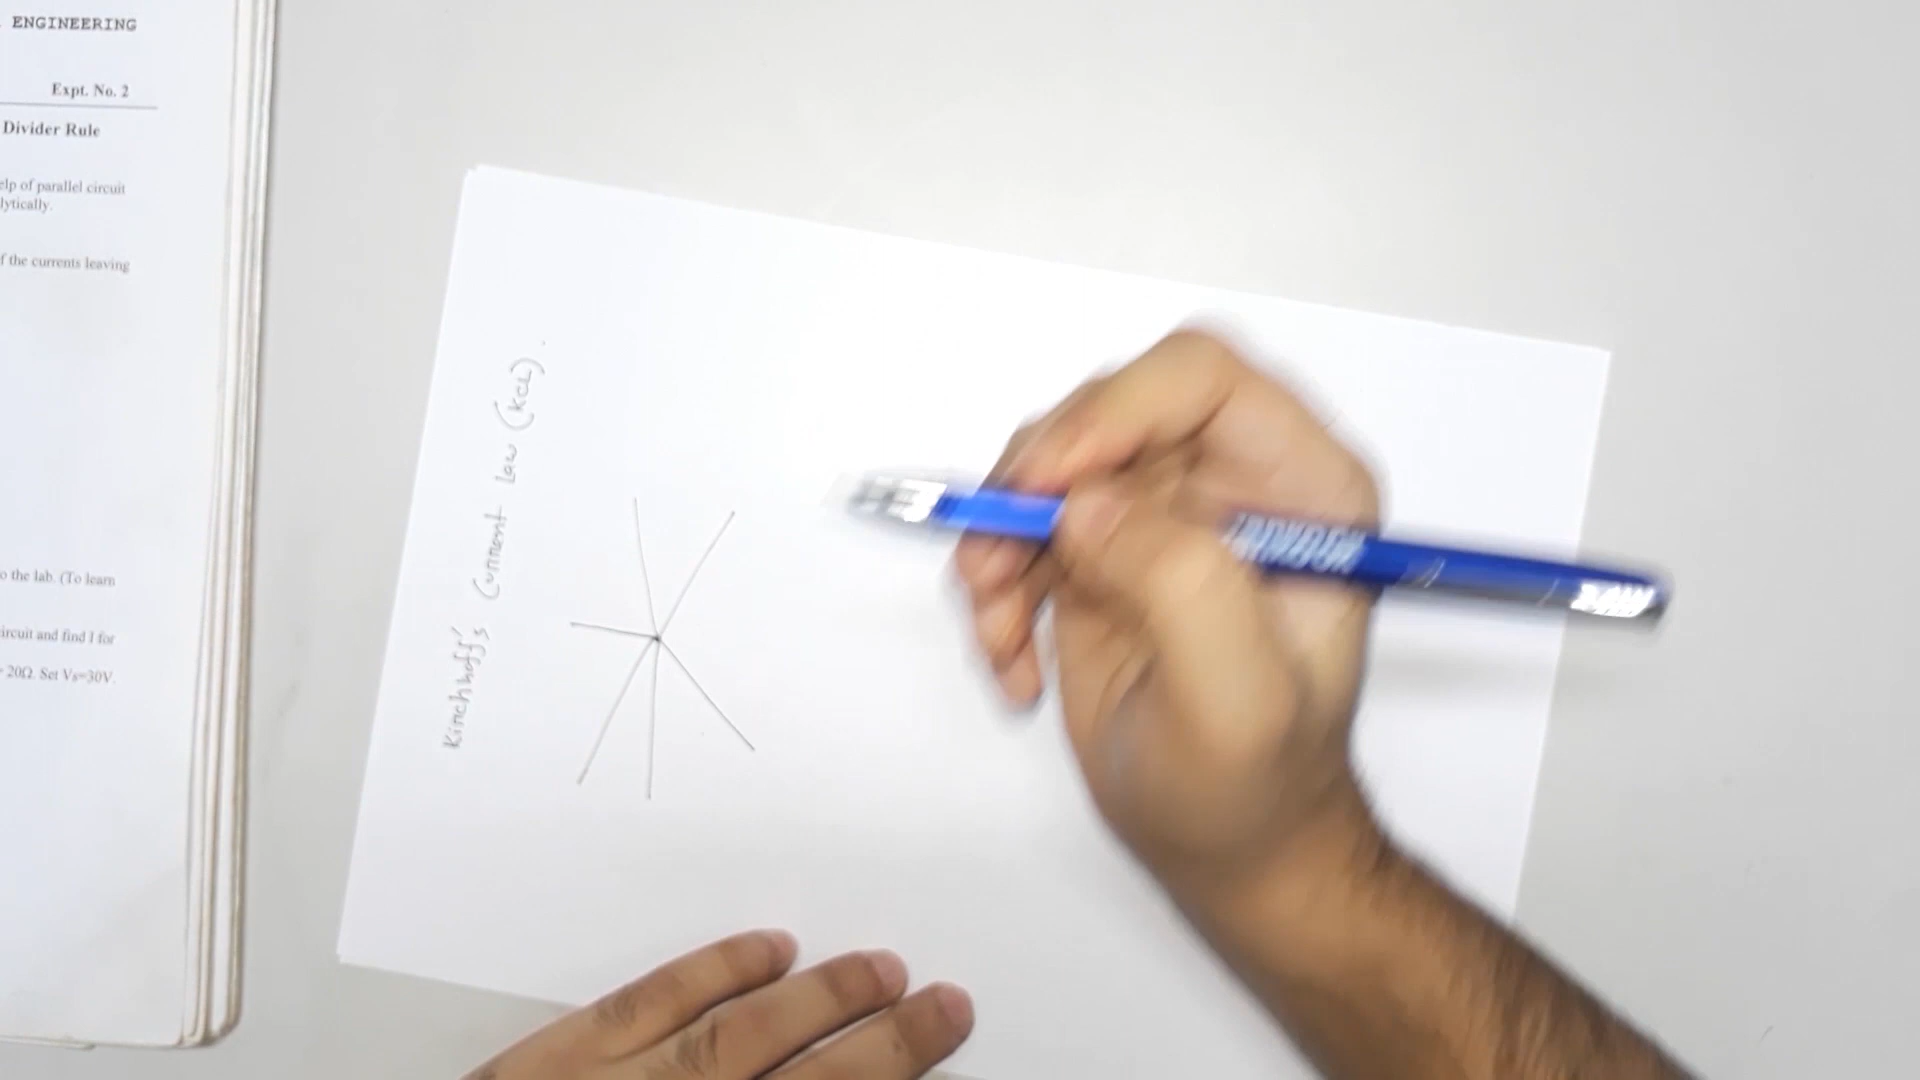 ENGINEERING
Expt. No. 2
Divider Rule
elp of parallel circuit
lytically.
f the currents leaving
o the lab. (To learn
ircuit and find I for
20Ω. Set Vs=30V.
Kirchhoff's Current Law (KCL).